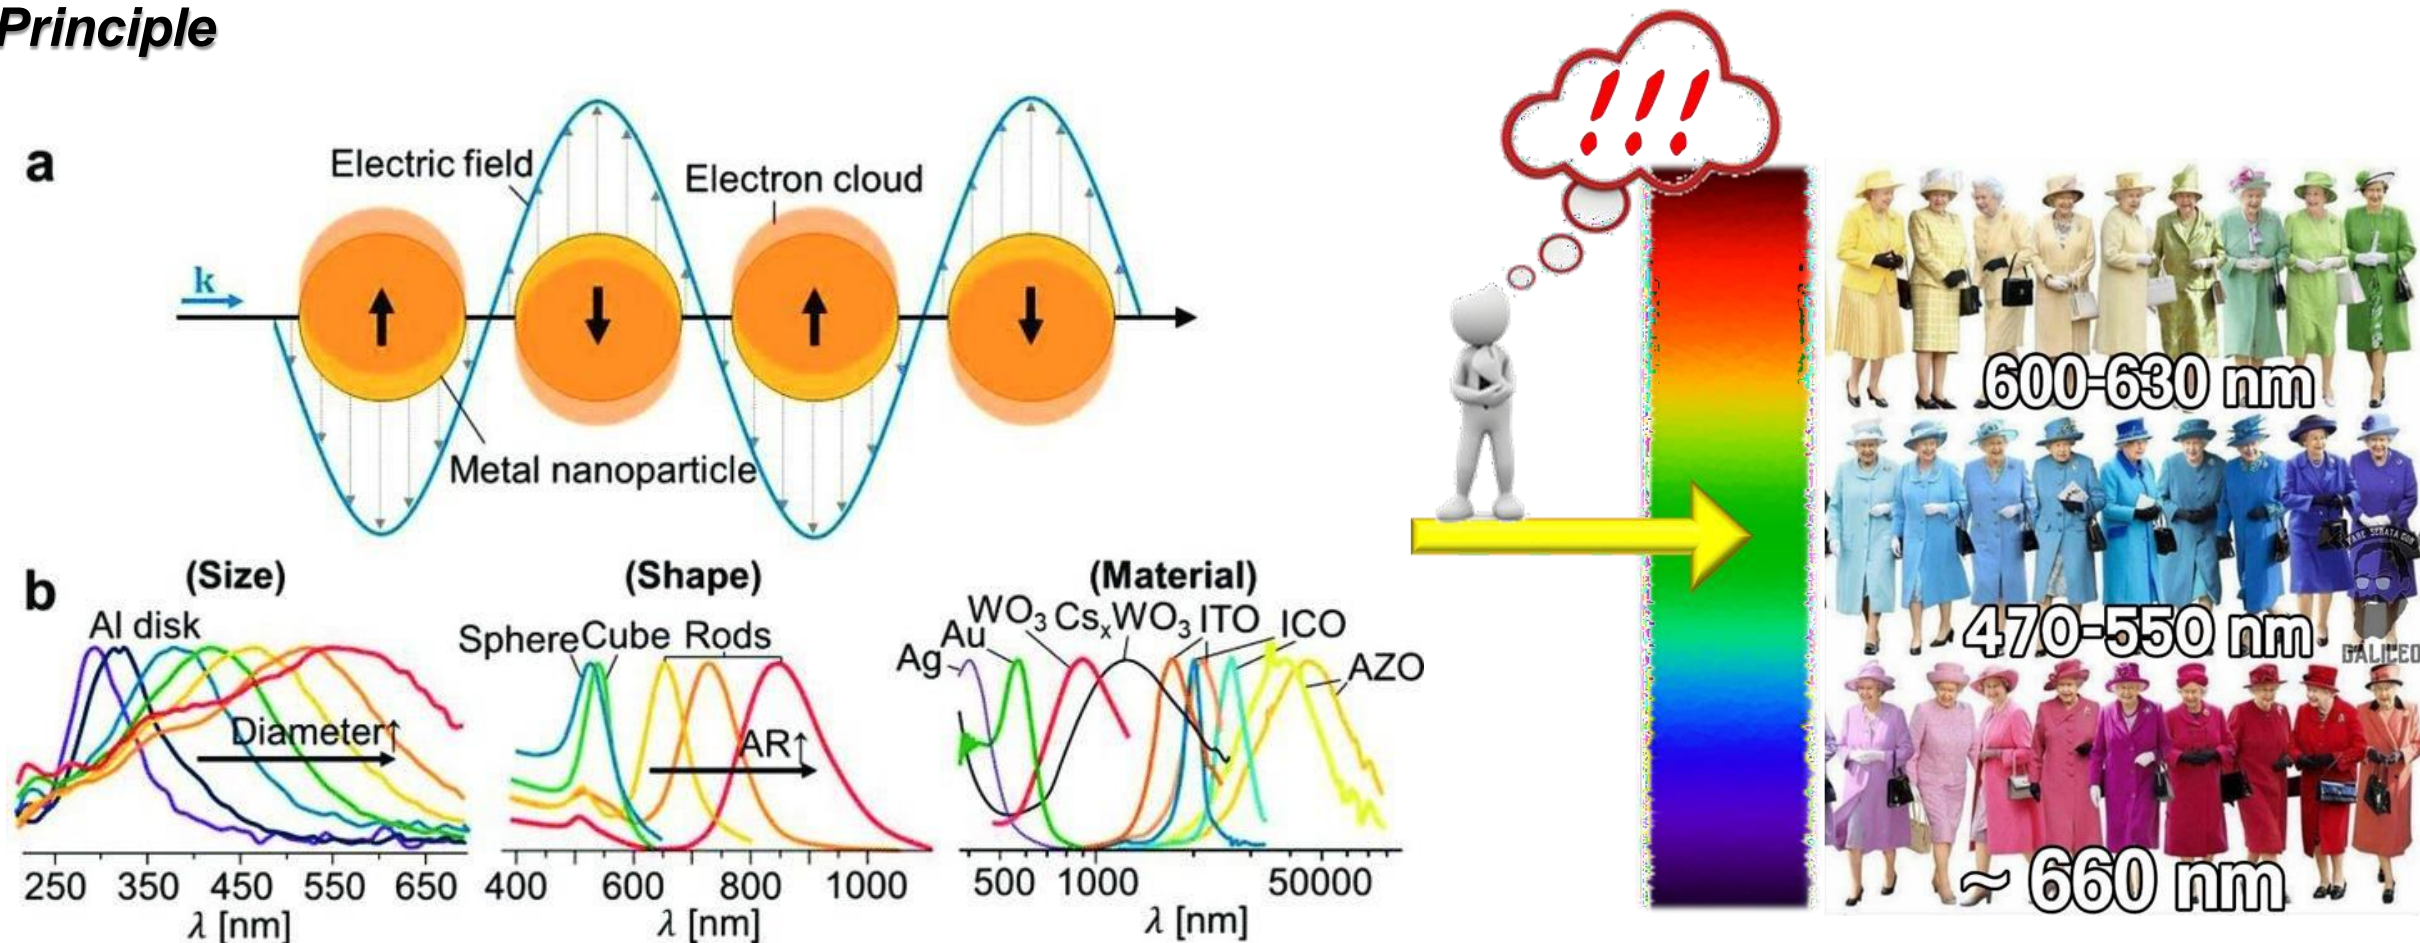 Principle
a
Electric field
Electron cloud
k
Metal nanoparticle
b
(Size)
Al disk
Diameter↑
250 350 450 550 650
λ [nm]
(Shape)
Sphere Cube Rods
AR↑
400 600 800 1000
λ [nm]
(Material)
Ag Au WO₃ CsₓWO₃ ITO ICO AZO
500 1000 50000
λ [nm]
!!!
600-630 nm
470-550 nm
GALILEO
~ 660 nm